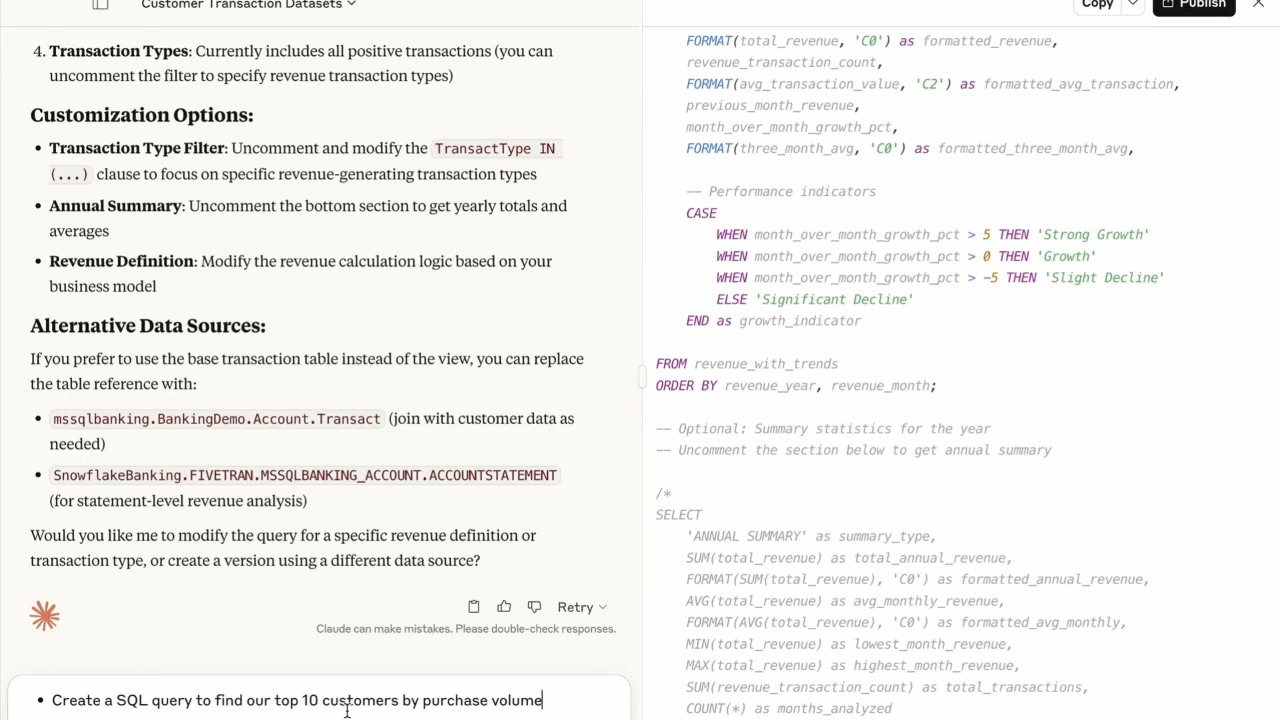 Customer Transaction Datasets
Copy
Publish
4. Transaction Types: Currently includes all positive transactions (you can
uncomment the filter to specify revenue transaction types)
Customization Options:
• Transaction Type Filter: Uncomment and modify the TransactType IN
(...) clause to focus on specific revenue-generating transaction types
• Annual Summary: Uncomment the bottom section to get yearly totals and
averages
• Revenue Definition: Modify the revenue calculation logic based on your
business model
Alternative Data Sources:
If you prefer to use the base transaction table instead of the view, you can replace
the table reference with:
• mssqlbanking.BankingDemo.Account.Transact (join with customer data as
needed)
• SnowflakeBanking.FIVETRAN.MSSQLBANKING_ACCOUNT.ACCOUNTSTATEMENT
(for statement-level revenue analysis)
Would you like me to modify the query for a specific revenue definition or
transaction type, or create a version using a different data source?
Retry
Claude can make mistakes. Please double-check responses.
• Create a SQL query to find our top 10 customers by purchase volume
FORMAT(total_revenue, 'C0') as formatted_revenue,
revenue_transaction_count,
FORMAT(avg_transaction_value, 'C2') as formatted_avg_transaction,
previous_month_revenue,
month_over_month_growth_pct,
FORMAT(three_month_avg, 'C0') as formatted_three_month_avg,
-- Performance indicators
CASE
WHEN month_over_month_growth_pct > 5 THEN 'Strong Growth'
WHEN month_over_month_growth_pct > 0 THEN 'Growth'
WHEN month_over_month_growth_pct > -5 THEN 'Slight Decline'
ELSE 'Significant Decline'
END as growth_indicator
FROM revenue_with_trends
ORDER BY revenue_year, revenue_month;
-- Optional: Summary statistics for the year
-- Uncomment the section below to get annual summary
/*
SELECT
'ANNUAL SUMMARY' as summary_type,
SUM(total_revenue) as total_annual_revenue,
FORMAT(SUM(total_revenue), 'C0') as formatted_annual_revenue,
AVG(total_revenue) as avg_monthly_revenue,
FORMAT(AVG(total_revenue), 'C0') as formatted_avg_monthly,
MIN(total_revenue) as lowest_month_revenue,
MAX(total_revenue) as highest_month_revenue,
SUM(revenue_transaction_count) as total_transactions,
COUNT(*) as months_analyzed